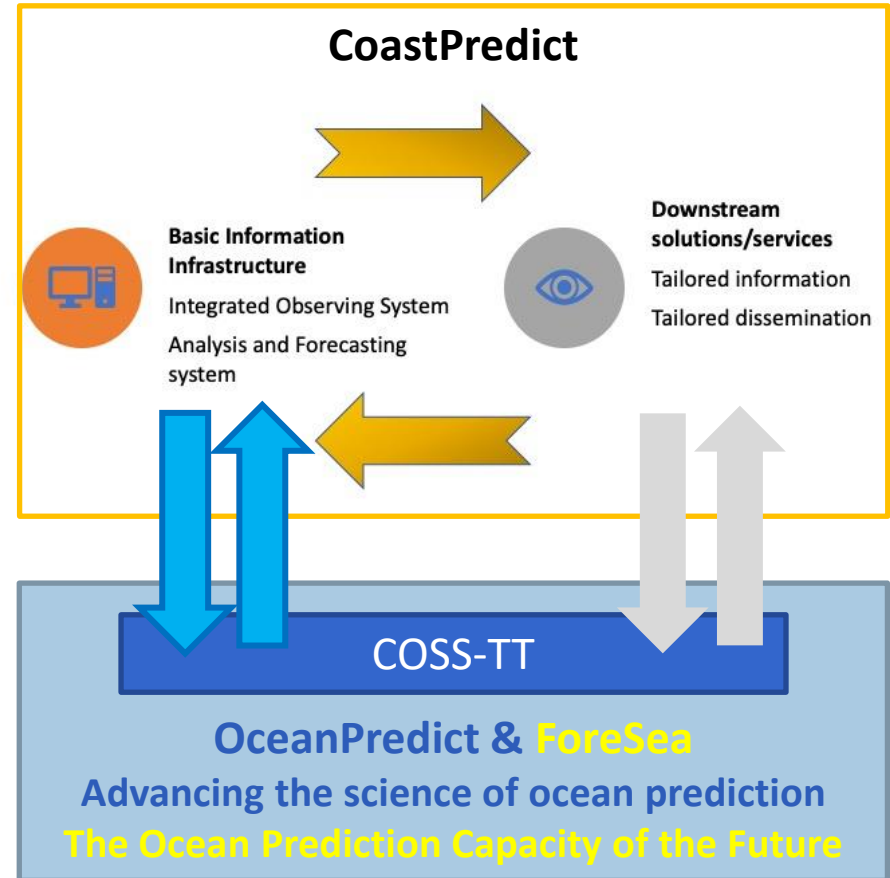 CoastPredict
Basic Information
Infrastructure
Integrated Observing System
Analysis and Forecasting
system
Downstream
solutions/services
Tailored information
Tailored dissemination
COSS-TT
OceanPredict & ForeSea
Advancing the science of ocean prediction
The Ocean Prediction Capacity of the Future